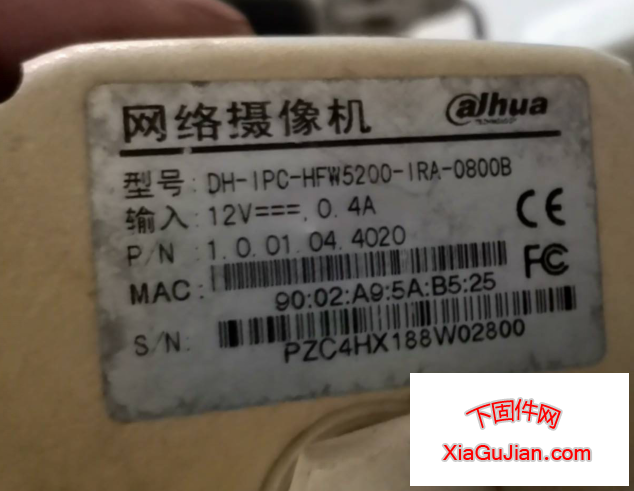 网络摄像机
alhua
TECHNOLOGY
型号: DH-IPC-HFW5200-IRA-0800B
输入: 12V⎓, 0.4A
P/N : 1.0.01.04.4020
MAC:
90:02:A9:5A:B5:25
S/N:
PZC4HX188W02800
CE
FC
下固件网
XiaGuJian.com